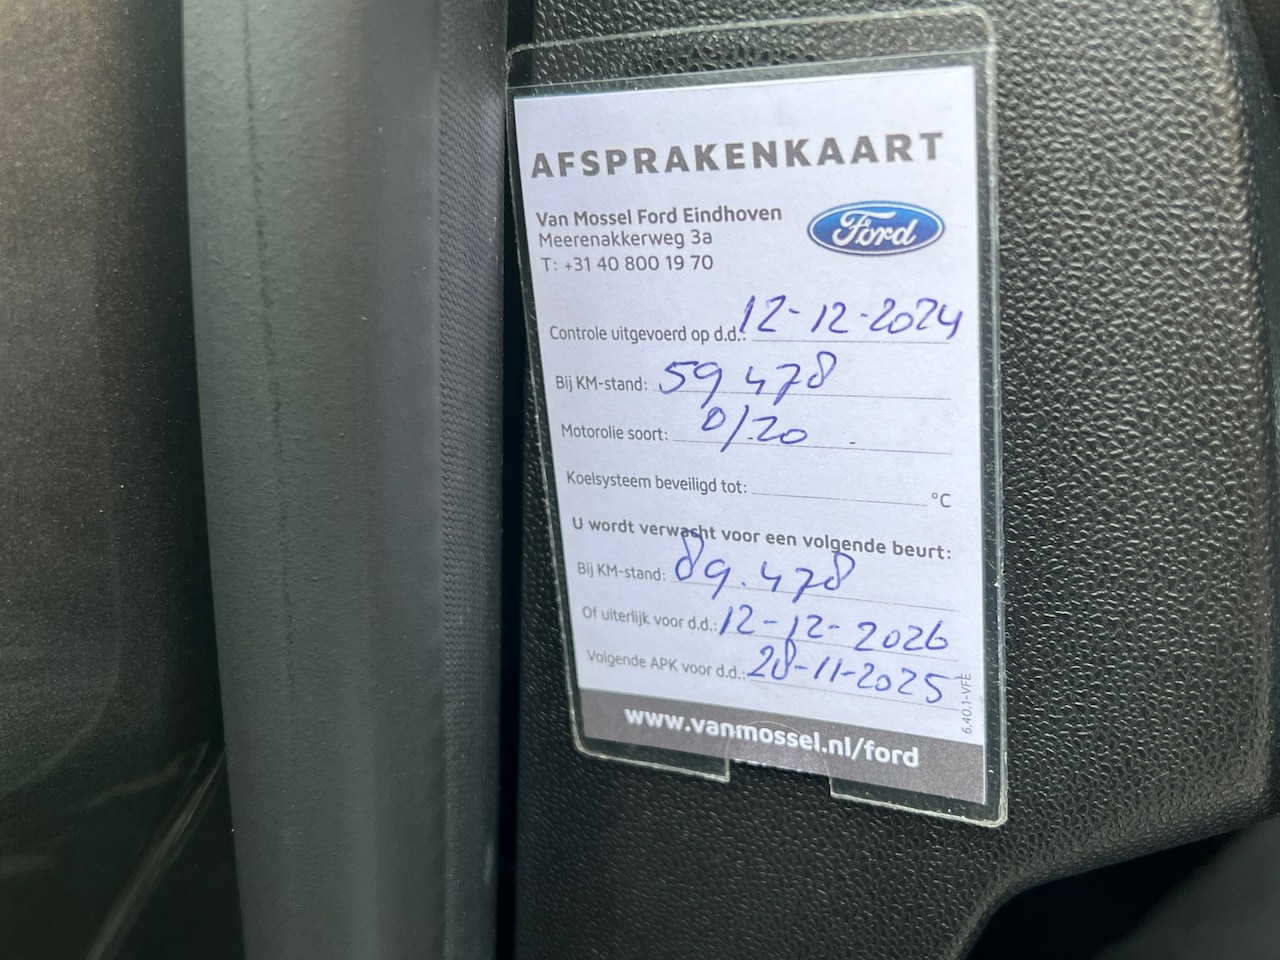 AFSPRAKENKAART
Van Mossel Ford Eindhoven
Meerenakkerweg 3a
T: +31 40 800 19 70
Ford
Controle uitgevoerd op d.d.: 12-12-2024
Bij KM-stand: 59 478
Motorolie soort: 0/20
Koelsysteem beveiligd tot: °C
U wordt verwacht voor een volgende beurt:
Bij KM-stand: 89.478
Of uiterlijk voor d.d.: 12-12-2026
Volgende APK voor d.d.: 28-11-2025
6.40.1-VFE
www.vanmossel.nl/ford